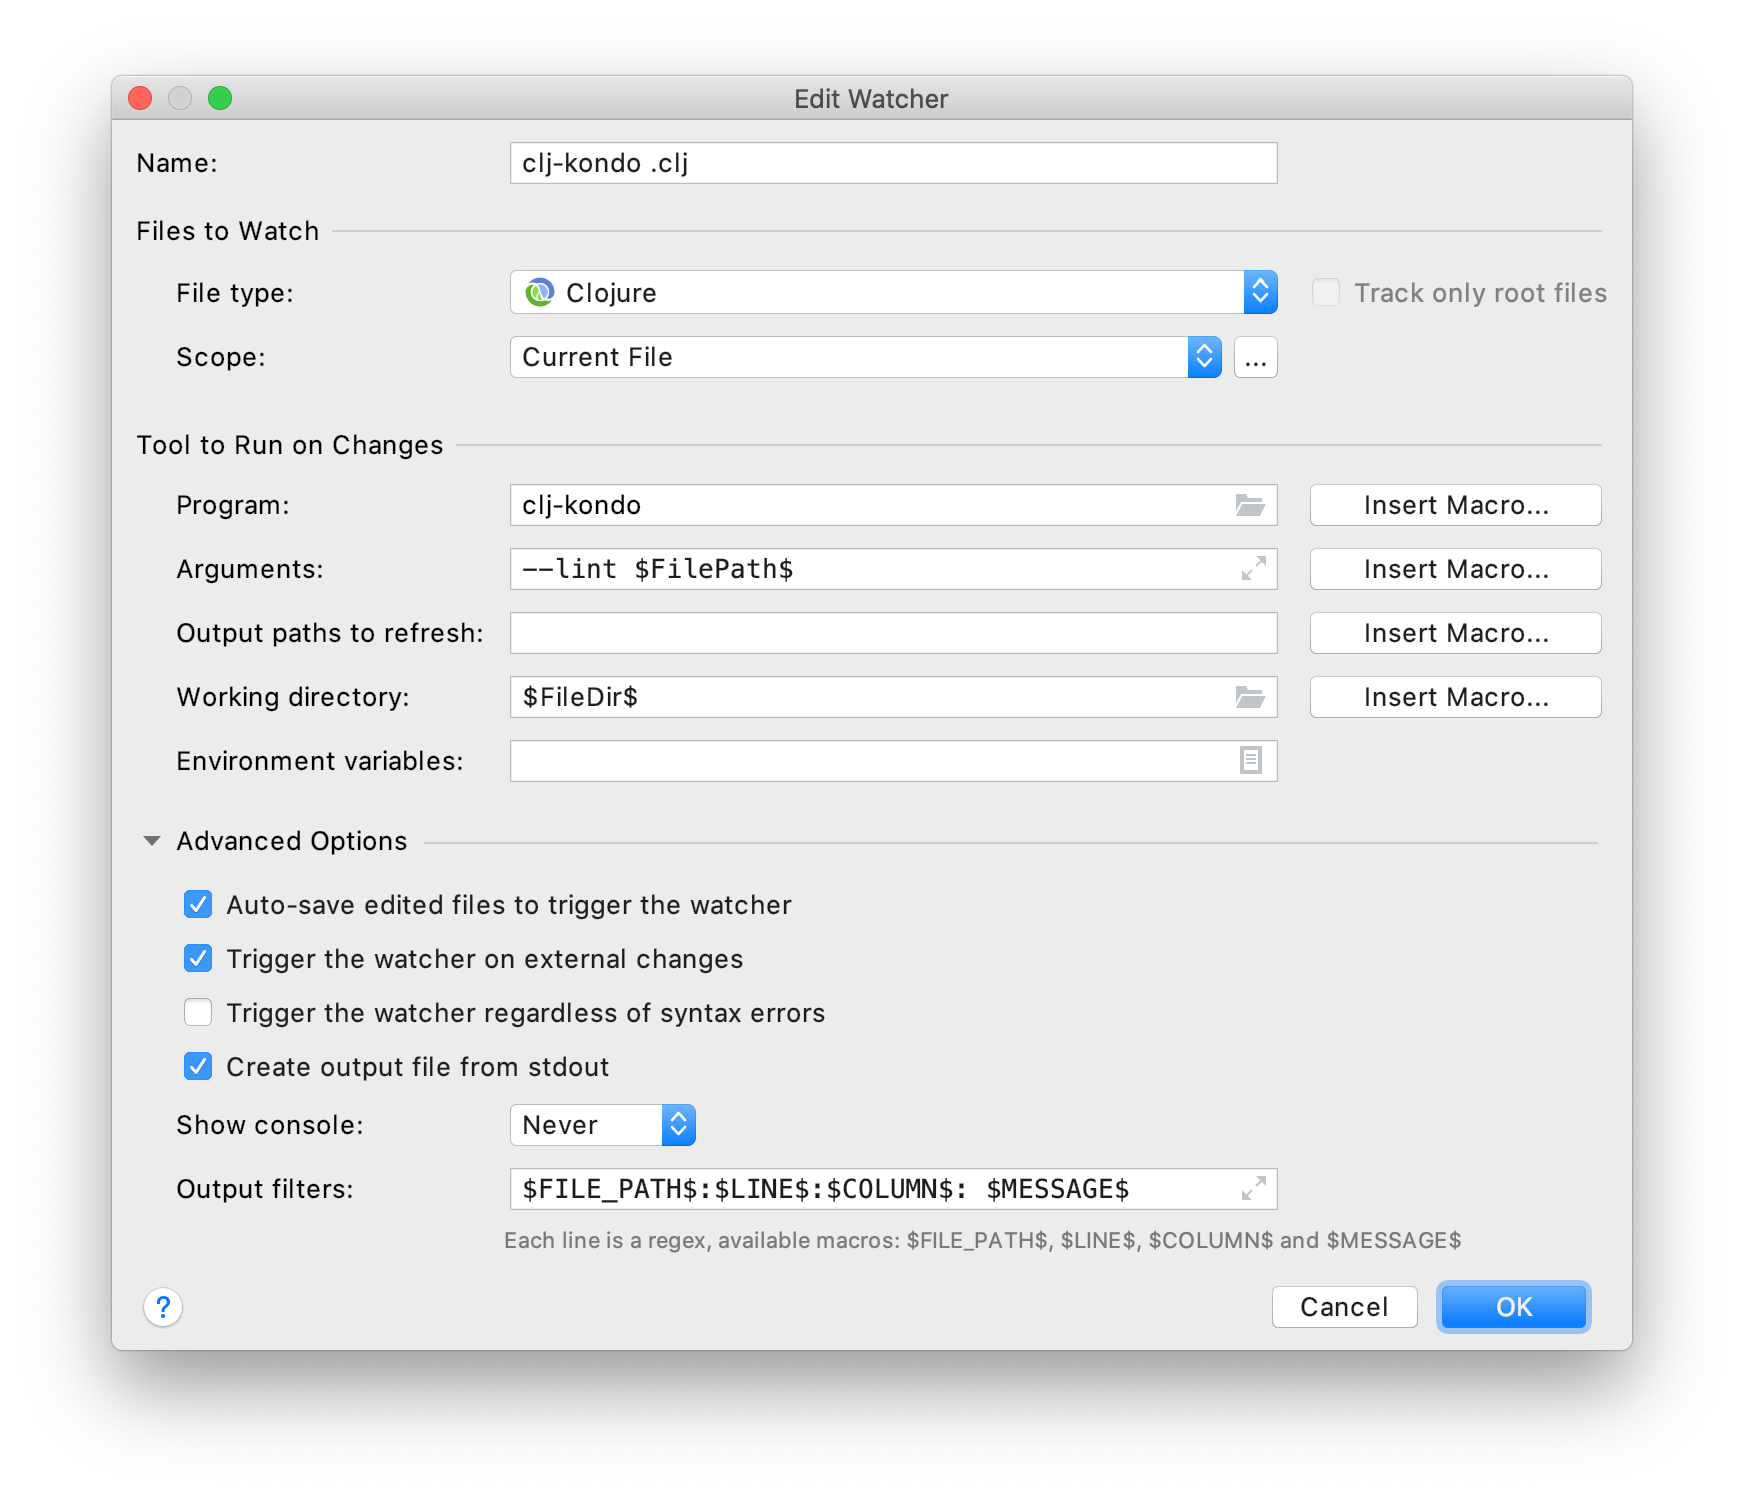 Edit Watcher
Name: clj-kondo .clj
Files to Watch
File type: Clojure Track only root files
Scope: Current File ...
Tool to Run on Changes
Program: clj-kondo Insert Macro...
Arguments: --lint $FilePath$ Insert Macro...
Output paths to refresh: Insert Macro...
Working directory: $FileDir$ Insert Macro...
Environment variables:
Advanced Options
Auto-save edited files to trigger the watcher
Trigger the watcher on external changes
Trigger the watcher regardless of syntax errors
Create output file from stdout
Show console: Never
Output filters: $FILE_PATH$:$LINE$:$COLUMN$: $MESSAGE$
Each line is a regex, available macros: $FILE_PATH$, $LINE$, $COLUMN$ and $MESSAGE$
? Cancel OK